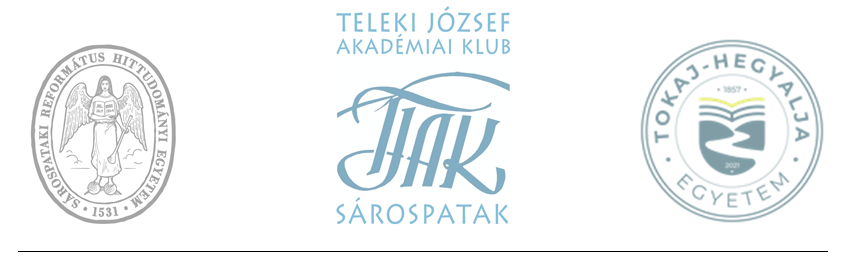 SÁROSPATAKI REFORMÁTUS HITTUDOMÁNYI EGYETEM
· 1531 ·
TELEKI JÓZSEF
AKADÉMIAI KLUB
TJAK
SÁROSPATAK
TOKAJ-HEGYALJA
· 1857 ·
2021
· EGYETEM ·